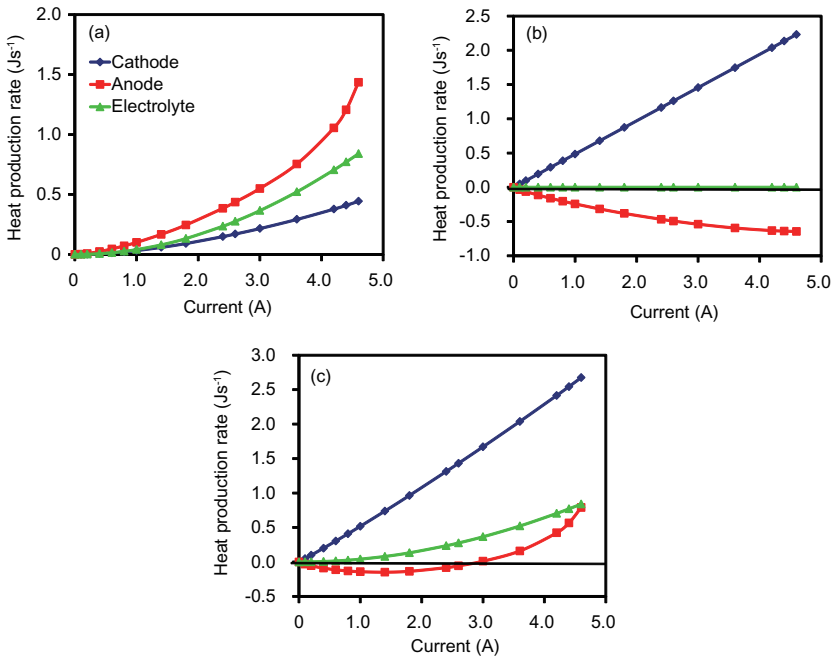 (a)
Cathode
Anode
Electrolyte
Heat production rate (Js⁻¹)
2.0
1.5
1.0
0.5
0
0 1.0 2.0 3.0 4.0 5.0
Current (A)
(b)
Heat production rate (Js⁻¹)
2.5
2.0
1.5
1.0
0.5
0.0
-0.5
-1.0
0 1.0 2.0 3.0 4.0 5.0
Current (A)
(c)
Heat production rate (Js⁻¹)
3.0
2.5
2.0
1.5
1.0
0.5
0.0
-0.5
0 1.0 2.0 3.0 4.0 5.0
Current (A)